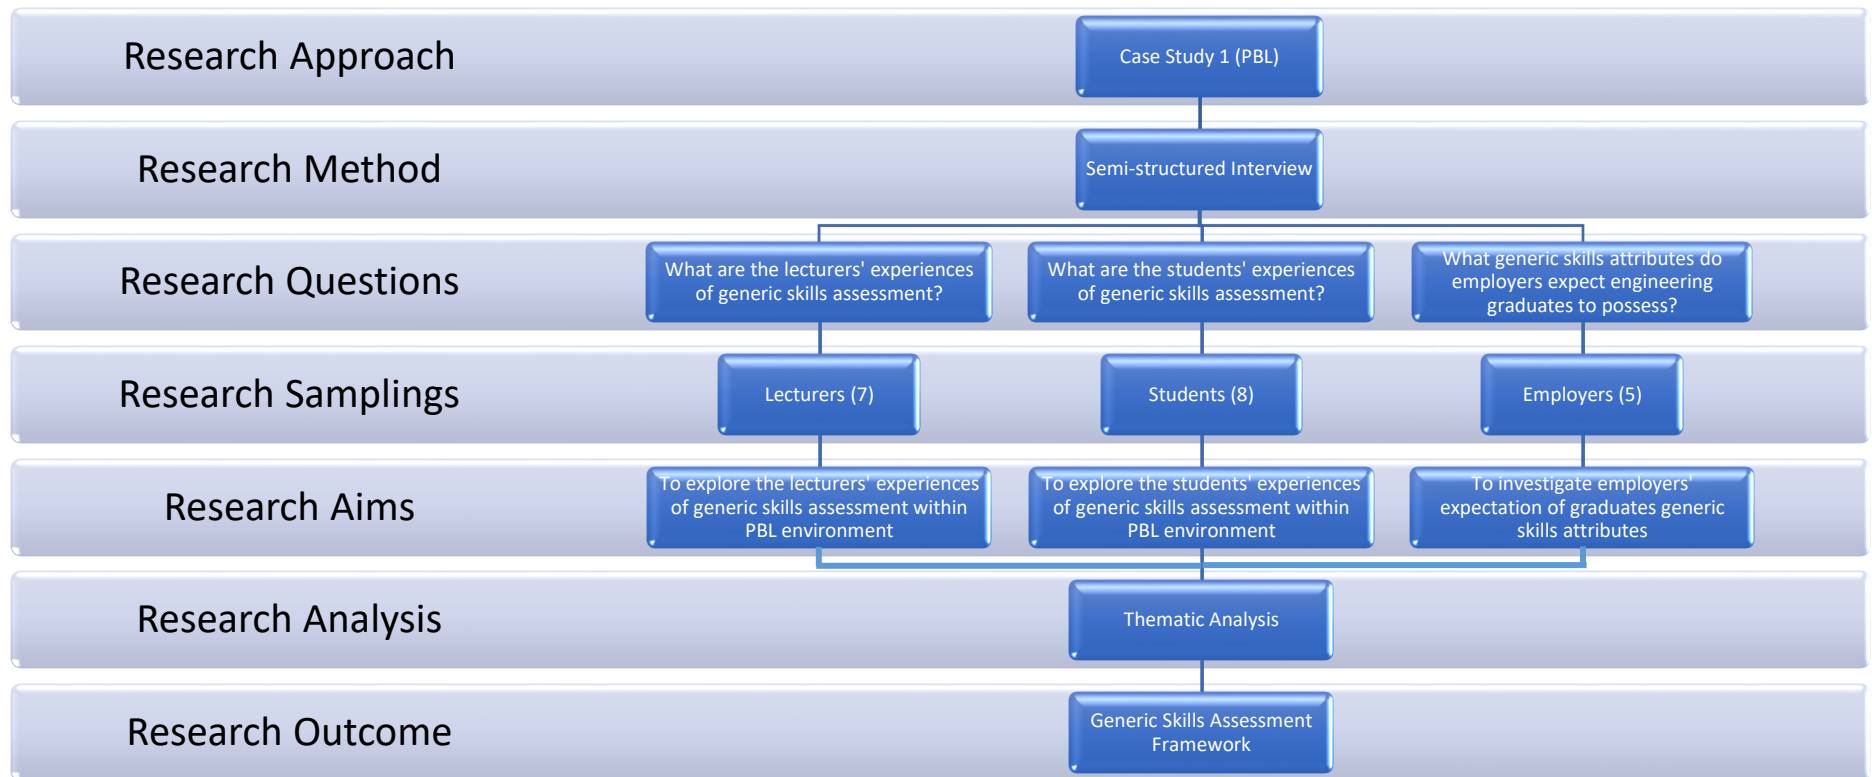 Research Approach
Case Study 1 (PBL)
Research Method
Semi-structured Interview
Research Questions
What are the lecturers' experiences
of generic skills assessment?
What are the students' experiences
of generic skills assessment?
What generic skills attributes do
employers expect engineering
graduates to possess?
Research Samplings
Lecturers (7)
Students (8)
Employers (5)
Research Aims
To explore the lecturers' experiences
of generic skills assessment within
PBL environment
To explore the students' experiences
of generic skills assessment within
PBL environment
To investigate employers'
expectation of graduates generic
skills attributes
Research Analysis
Thematic Analysis
Research Outcome
Generic Skills Assessment
Framework